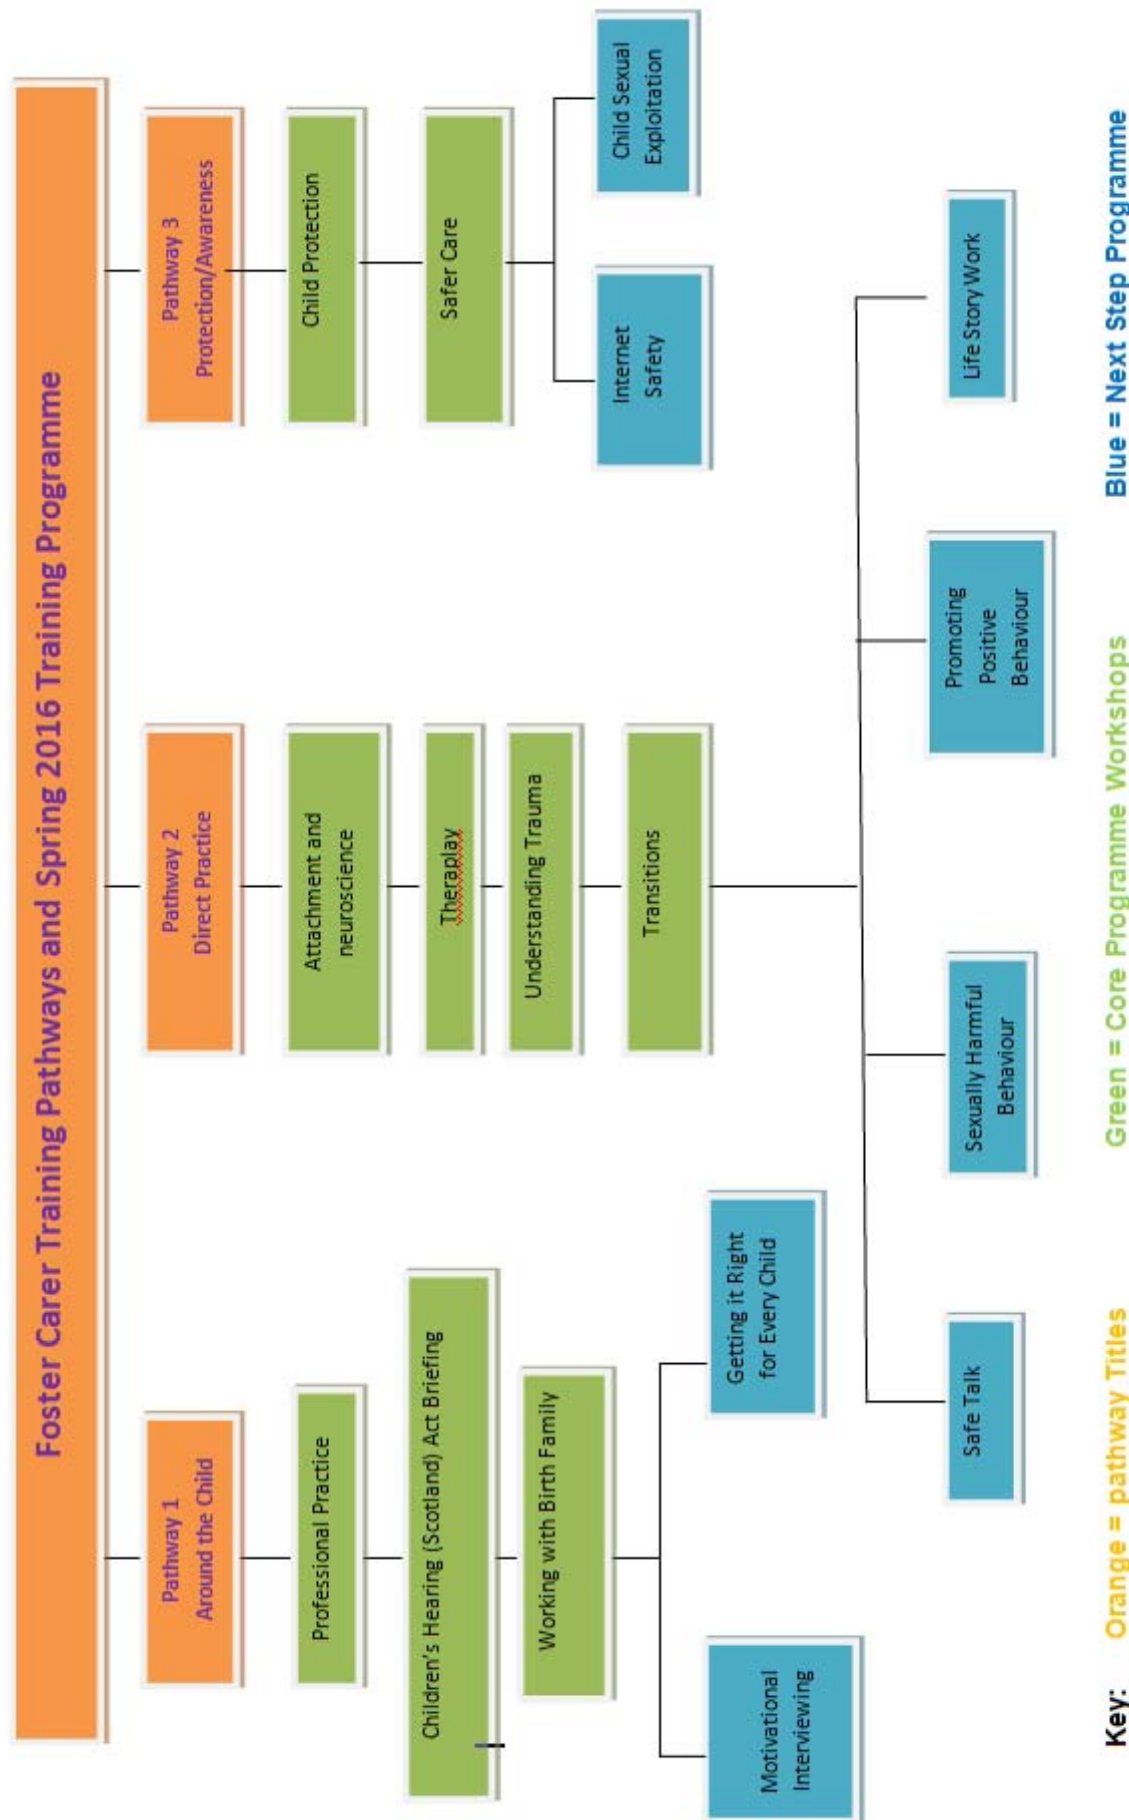 Foster Carer Training Pathways and Spring 2016 Training Programme
Pathway 1
Around the Child
Professional Practice
Children's Hearing (Scotland) Act Briefing
Working with Birth Family
Motivational
Interviewing
Getting it Right
for Every Child
Pathway 2
Direct Practice
Attachment and
neuroscience
Theraplay
Understanding Trauma
Transitions
Safe Talk
Sexually Harmful
Behaviour
Promoting
Positive
Behaviour
Life Story Work
Pathway 3
Protection/Awareness
Child Protection
Safer Care
Internet
Safety
Child Sexual
Exploitation
Key: Orange = pathway Titles Green = Core Programme Workshops Blue = Next Step Programme